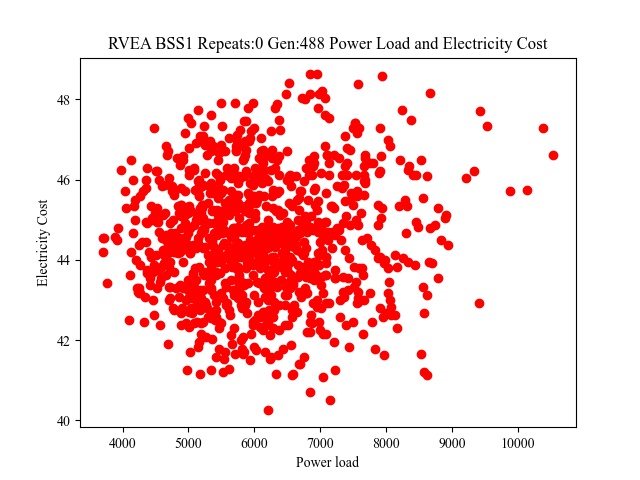 RVEA BSS1 Repeats:0 Gen:488 Power Load and Electricity Cost
48
46
44
42
40
Electricity Cost
4000 5000 6000 7000 8000 9000 10000
Power load